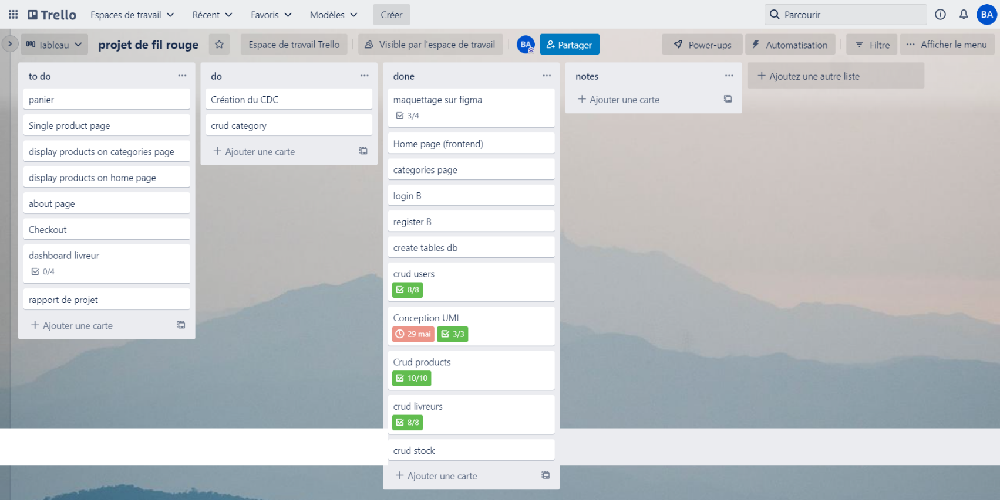 Trello Espaces de travail Récent Favoris Modèles Créer Parcourir BA
Tableau projet de fil rouge Espace de travail Trello Visible par l'espace de travail BA Partager Power-ups Automatisation Filtre Afficher le menu
to do
panier
Single product page
display products on categories page
display products on home page
about page
Checkout
dashboard livreur
0/4
rapport de projet
Ajouter une carte
do
Création du CDC
crud category
Ajouter une carte
done
maquettage sur figma
3/4
Home page (frontend)
categories page
login B
register B
create tables db
crud users
8/8
Conception UML
29 mai 3/3
Crud products
10/10
crud livreurs
8/8
crud stock
Ajouter une carte
notes
Ajouter une carte
Ajoutez une autre liste